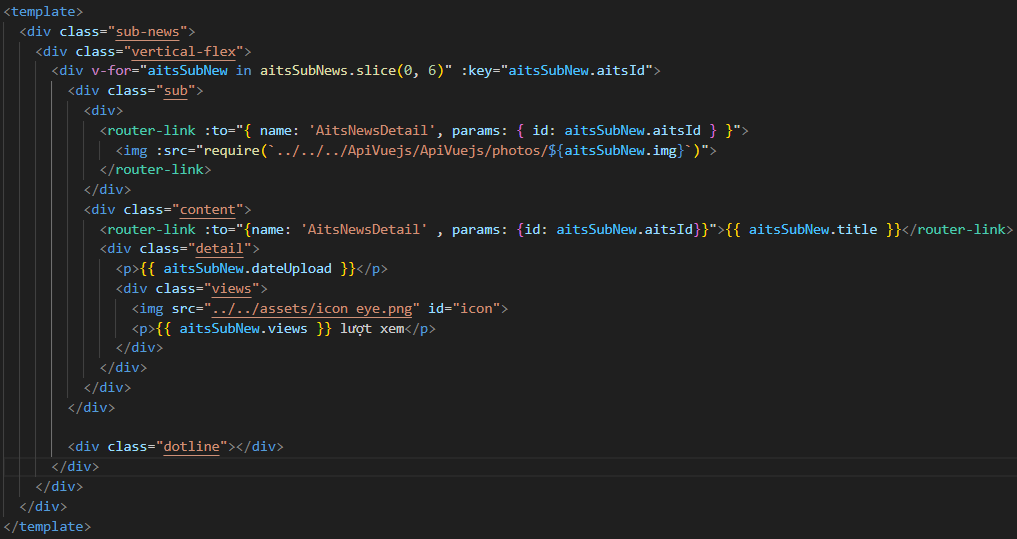 <template>
<div class="sub-news">
<div class="vertical-flex">
<div v-for="aitsSubNew in aitsSubNews.slice(0, 6)" :key="aitsSubNew.aitsId">
<div class="sub">
<div>
<router-link :to="{ name: 'AitsNewsDetail', params: { id: aitsSubNew.aitsId } }">
<img :src="require(`../../../ApiVuejs/ApiVuejs/photos/${aitsSubNew.img}`)">
</router-link>
</div>
<div class="content">
<router-link :to="{name: 'AitsNewsDetail' , params: {id: aitsSubNew.aitsId}}">{{ aitsSubNew.title }}</router-link>
<div class="detail">
<p>{{ aitsSubNew.dateUpload }}</p>
<div class="views">
<img src="../../assets/icon eye.png" id="icon">
<p>{{ aitsSubNew.views }} lượt xem</p>
</div>
</div>
</div>
</div>
<div class="dotline"></div>
</div>
</div>
</div>
</template>